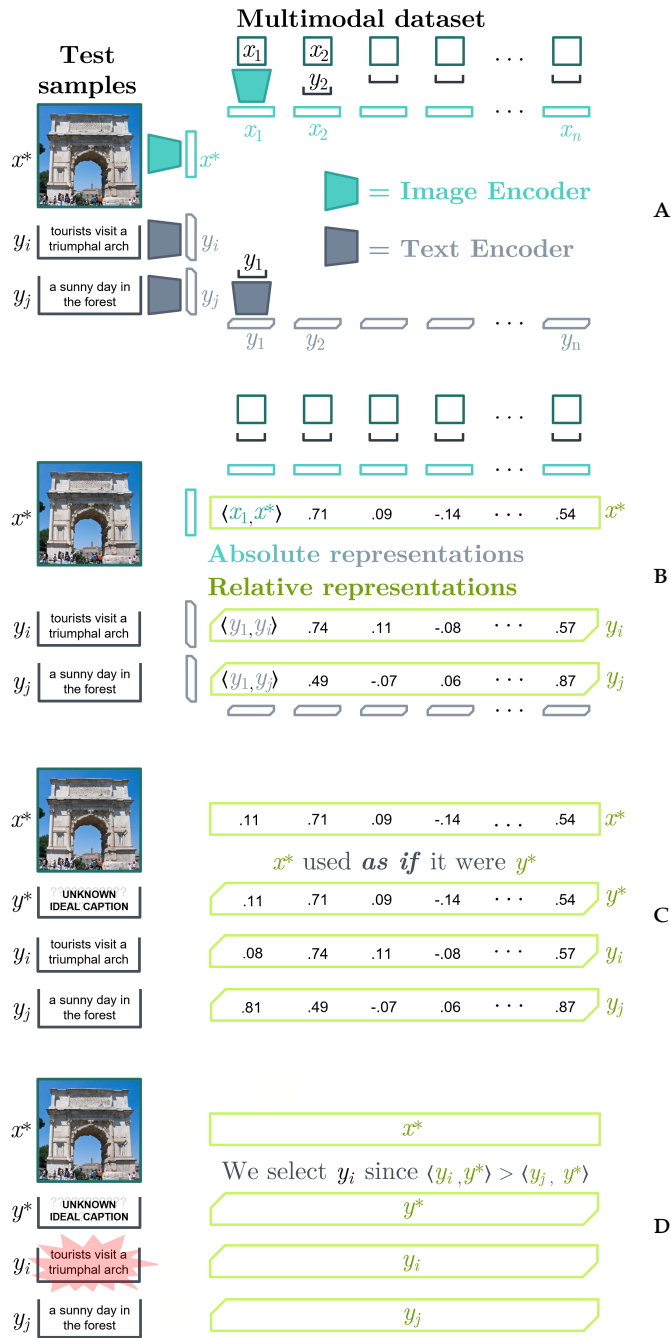 Multimodal dataset
Test
samples
x₁ x₂ · · ·
y₂
x₁ x₂ · · · xₙ
x* x*
= Image Encoder
A
yᵢ tourists visit a
triumphal arch yᵢ
= Text Encoder
y₁
yⱼ a sunny day in
the forest yⱼ
· · ·
y₁ y₂ yₙ
· · ·
· · ·
x* ⟨x₁,x*⟩ .71 .09 -.14 · · · .54 x*
Absolute representations
B
Relative representations
yᵢ tourists visit a
triumphal arch ⟨y₁,yᵢ⟩ .74 .11 -.08 · · · .57 yᵢ
yⱼ a sunny day in
the forest ⟨y₁,yⱼ⟩ .49 -.07 .06 · · · .87 yⱼ
· · ·
x* .11 .71 .09 -.14 . . . .54 x*
x* used as if it were y*
y* ???????????
UNKNOWN
IDEAL CAPTION .11 .71 .09 -.14 · · · .54 y*
C
yᵢ tourists visit a
triumphal arch .08 .74 .11 -.08 · · · .57 yᵢ
yⱼ a sunny day in
the forest .81 .49 -.07 .06 · · · .87 yⱼ
x* x*
We select yᵢ since ⟨yᵢ,y*⟩ > ⟨yⱼ, y*⟩
y* ???????????
UNKNOWN
IDEAL CAPTION y*
D
yᵢ tourists visit a
triumphal arch yᵢ
yⱼ a sunny day in
the forest yⱼ